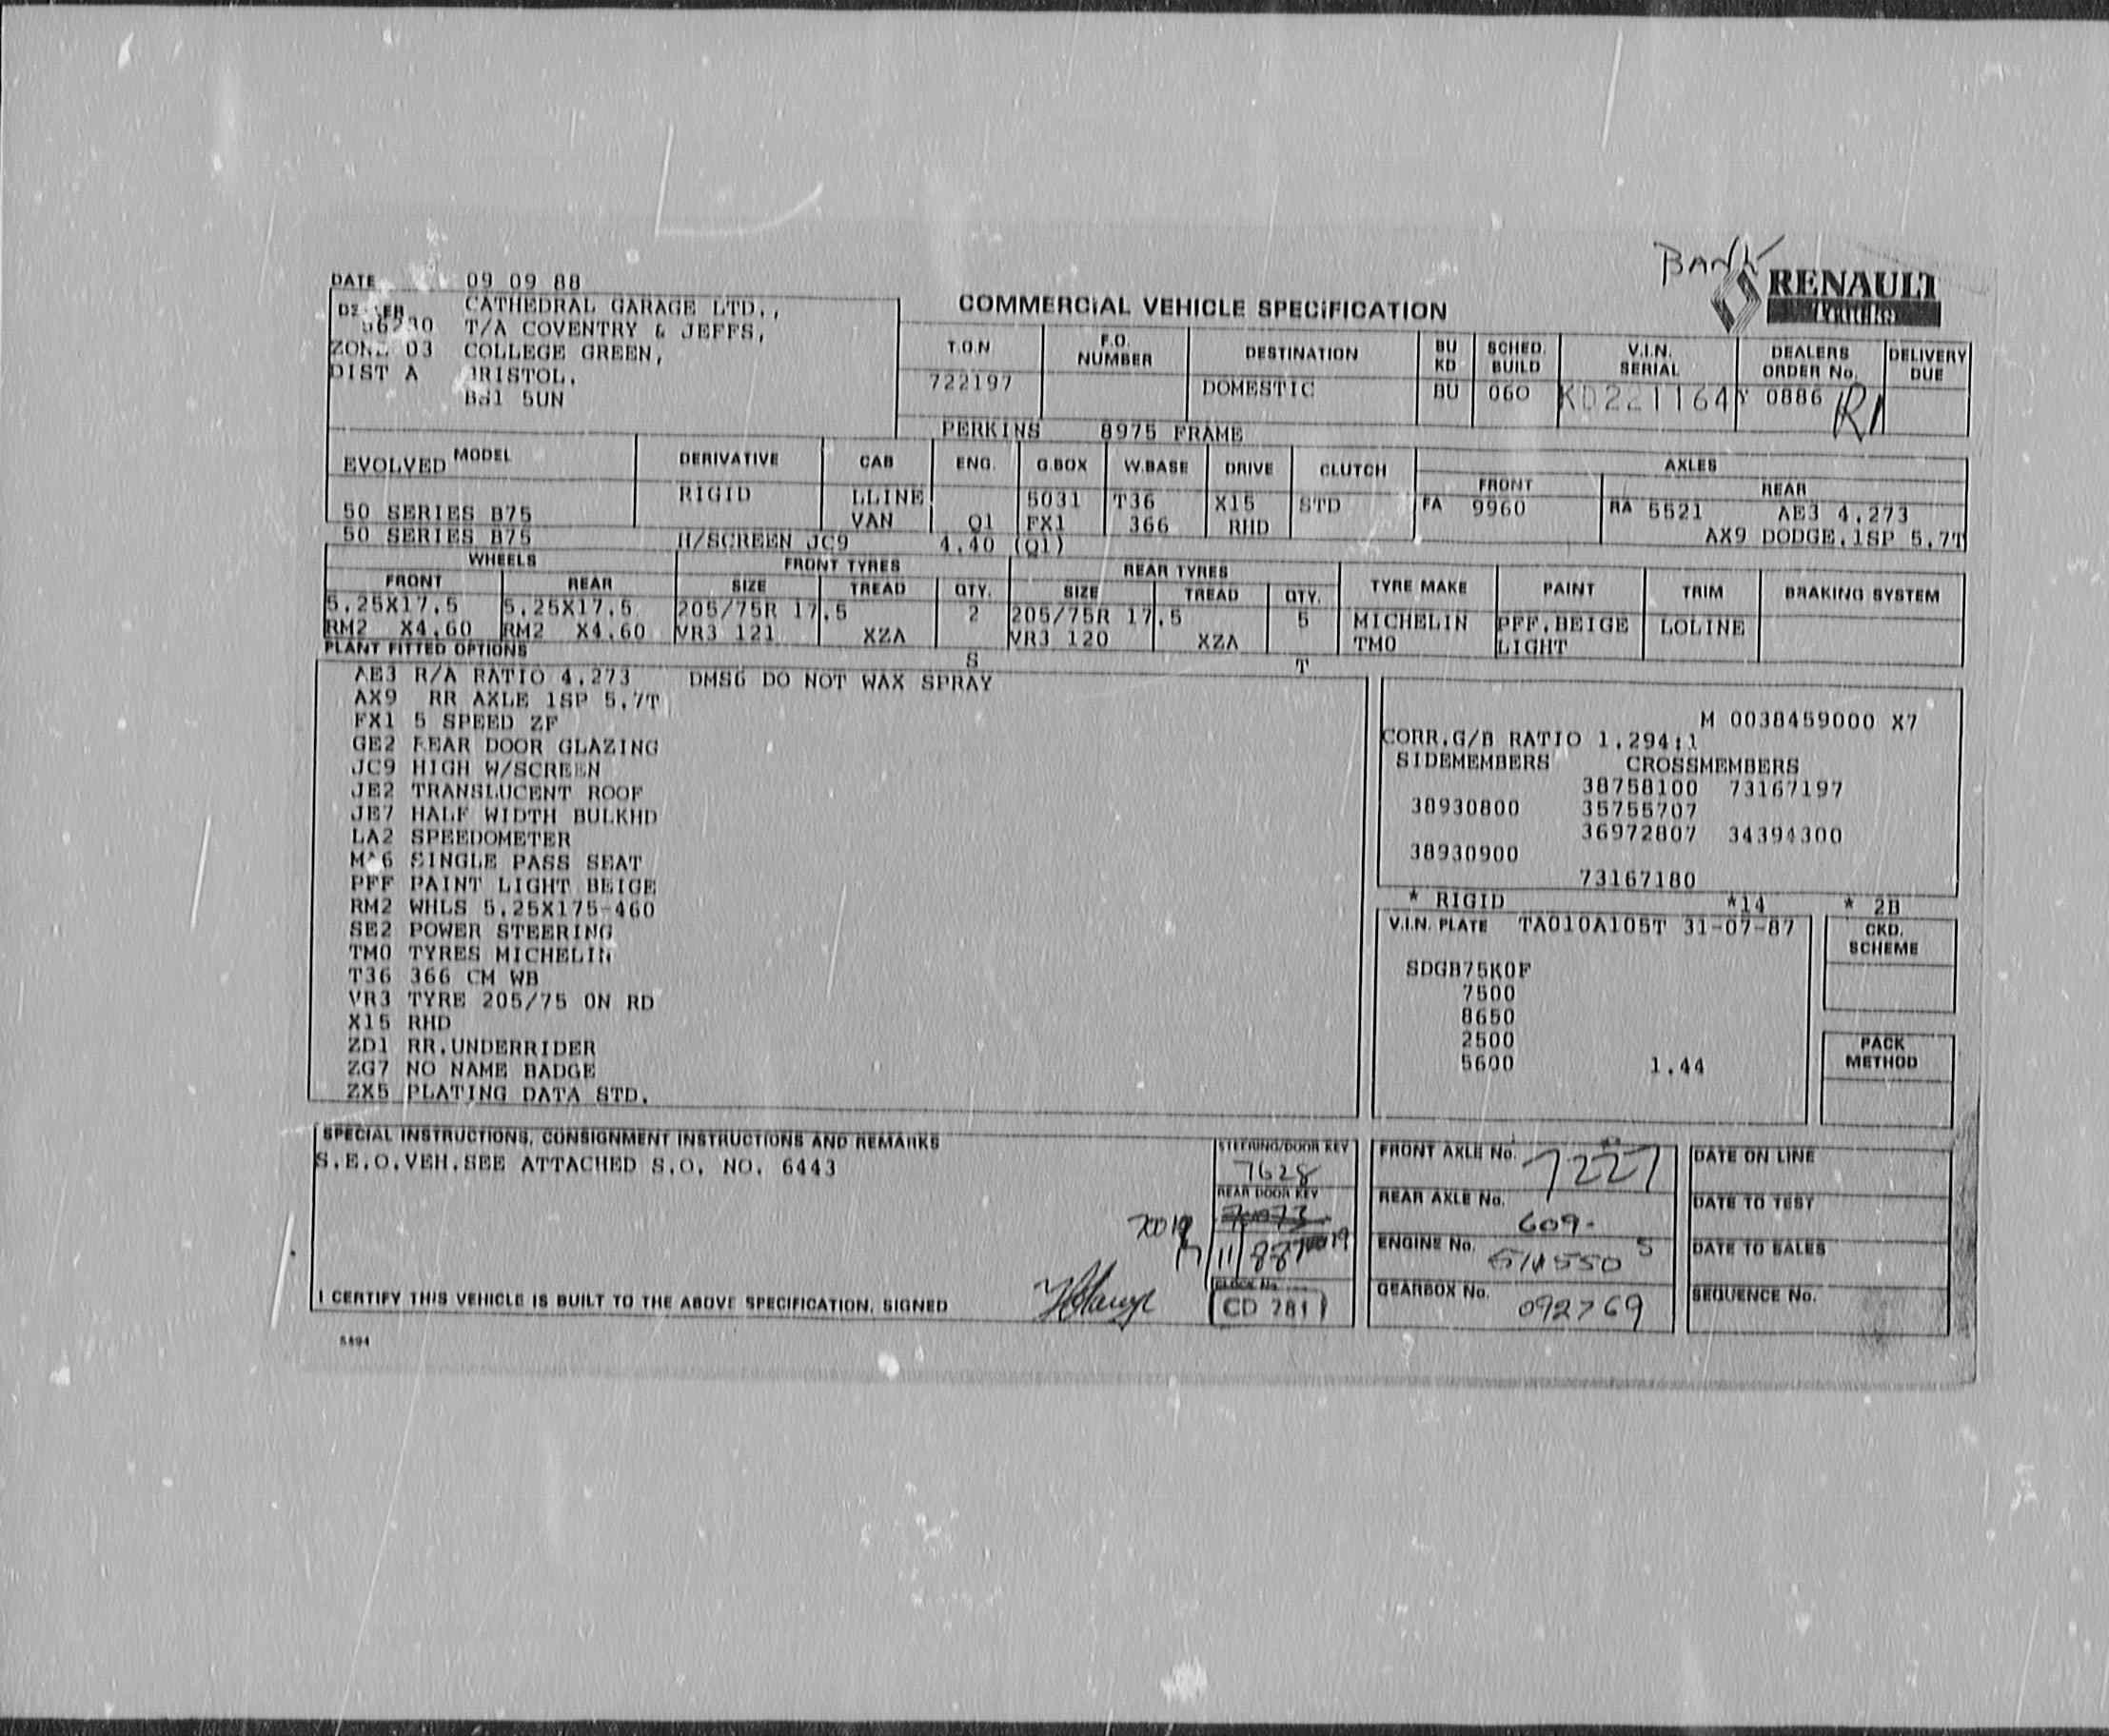 BANK
RENAULT
Trucks
DATE 09 09 88
CATHEDRAL GARAGE LTD.,
T/A COVENTRY & JEFFS,
ZONE 03 COLLEGE GREEN,
DIST A BRISTOL,
5UN
COMMERCIAL VEHICLE SPECIFICATION
T.O.N F.O. NUMBER DESTINATION BU KD SCHED. BUILD V.I.N. SERIAL DEALERS ORDER No. DELIVERY DUE
722197 DOMESTIC BU 060 KD221164 Y 0886 R1
PERKINS 8975 FRAME
EVOLVED MODEL DERIVATIVE CAB ENG. G.BOX W.BASE DRIVE CLUTCH AXLES
FRONT REAR
RIGID LLINE 5031 T36 X15 STD FA 9960 RA 5521 AE3 4.273
50 SERIES B75 VAN Q1 FX1 366 RHD AX9 DODGE.1SP 5.7T
50 SERIES B75 H/SCREEN JC9 4.40 (Q1)
WHEELS FRONT TYRES REAR TYRES TYRE MAKE PAINT TRIM BRAKING SYSTEM
FRONT REAR SIZE TREAD QTY. SIZE TREAD QTY.
5.25X17.5 5.25X17.5 205/75R 17.5 2 205/75R 17.5 5 MICHELIN PFF.BEIGE LOLINE
RM2 X4.60 RM2 X4.60 VR3 121 XZA VR3 120 XZA TMO LIGHT
PLANT FITTED OPTIONS S T
AE3 R/A RATIO 4.273 DMSG DO NOT WAX SPRAY
AX9 RR AXLE 1SP 5.7T
FX1 5 SPEED ZF
GE2 REAR DOOR GLAZING
JC9 HIGH W/SCREEN
JE2 TRANSLUCENT ROOF
JE7 HALF WIDTH BULKHD
LA2 SPEEDOMETER
SINGLE PASS SEAT
PFF PAINT LIGHT BEIGE
RM2 WHLS 5.25X175-460
SE2 POWER STEERING
TMO TYRES MICHELIN
T36 366 CM WB
VR3 TYRE 205/75 ON RD
X15 RHD
ZD1 RR.UNDERRIDER
ZG7 NO NAME BADGE
ZX5 PLATING DATA STD.
M 0038459000 X7
CORR.G/B RATIO 1.294:1
SIDEMEMBERS CROSSMEMBERS
38758100 73167197
38930800 35755707
36972807 34394300
38930900
73167180
* RIGID *14 * 2B
V.I.N. PLATE TA010A105T 31-07-87
SDGB75K0F
7500
8650
2500
5600 1.44
CKD. SCHEME
PACK METHOD
SPECIAL INSTRUCTIONS, CONSIGNMENT INSTRUCTIONS AND REMARKS
S.E.O.VEH.SEE ATTACHED S.O. NO. 6443
I CERTIFY THIS VEHICLE IS BUILT TO THE ABOVE SPECIFICATION, SIGNED
STEERING/DOOR KEY
7628
REAR DOOR KEY
CLOCK No.
CD 281
FRONT AXLE No. 7227
REAR AXLE No. 609.
ENGINE No.
GEARBOX No. 092769
DATE ON LINE
DATE TO TEST
DATE TO SALES
SEQUENCE No.